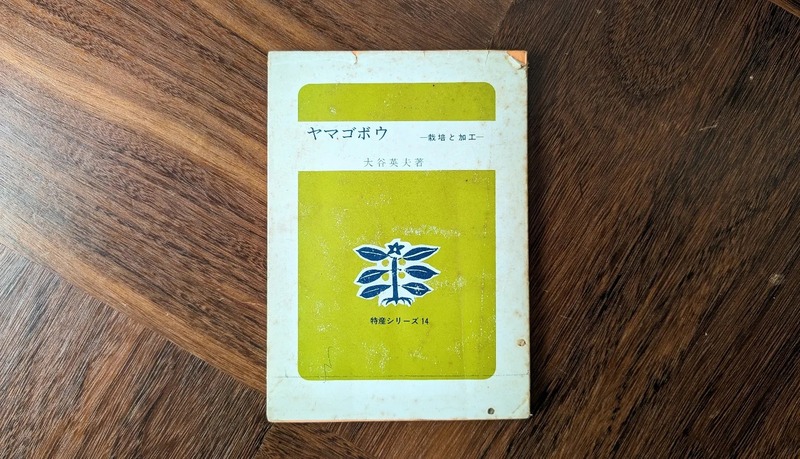 ヤマゴボウ ―栽培と加工―
大谷英夫著
特産シリーズ 14